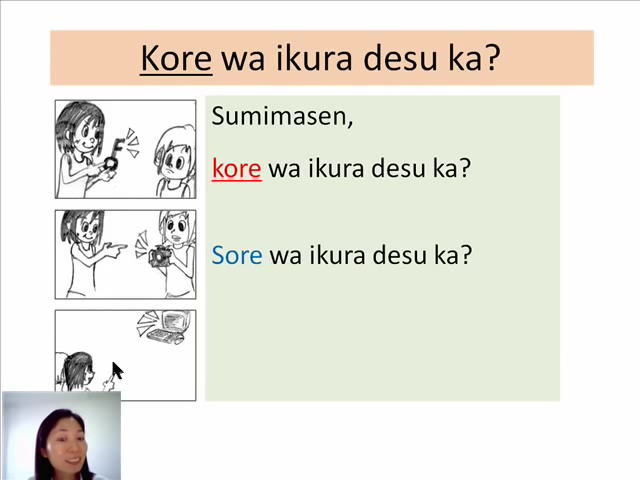 Kore wa ikura desu ka?
Sumimasen,
kore wa ikura desu ka?
Sore wa ikura desu ka?